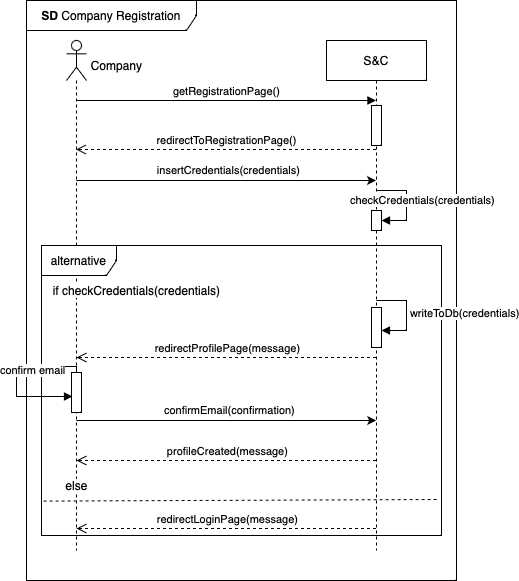 SD Company Registration
Company
S&C
getRegistrationPage()
redirectToRegistrationPage()
insertCredentials(credentials)
checkCredentials(credentials)
alternative
if checkCredentials(credentials)
writeToDb(credentials)
redirectProfilePage(message)
confirm email
confirmEmail(confirmation)
profileCreated(message)
else
redirectLoginPage(message)